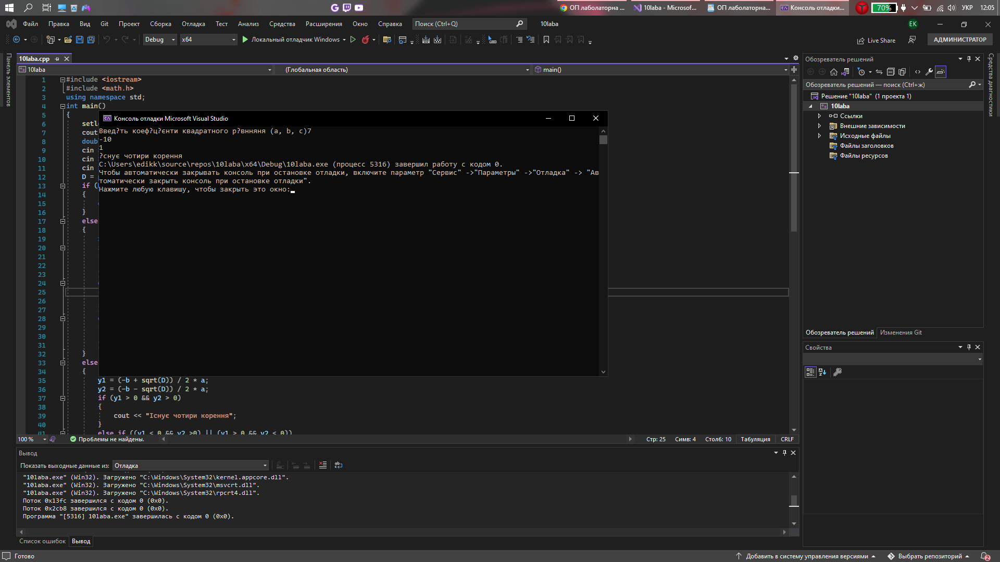 70%
ОП лаболаторна ...
10laba - Microsof...
ОП лаболаторна...
Консоль отладки...
УКР
12:05
Файл Правка Вид Git Проект Сборка Отладка Тест Анализ Средства Расширения Окно Справка
Поиск (Ctrl+Q)
10laba
EK
Debug
x64
Локальный отладчик Windows
Live Share
АДМИНИСТРАТОР
Панель элементов
10laba.cpp
10laba
(Глобальная область)
main()
1 #include <iostream>
2 #include <math.h>
3 using namespace std;
4 int main()
5 {
6 setl
7 cout
8 doub
9 cin
10 cin
11 cin
12 D =
13 if (
14 {
15
16 }
17 else
18 {
19
20
21
22
23
24
25
26
27
28
29
30
31
32 }
33 else
34 {
35 y1 = (-b + sqrt(D)) / 2 * a;
36 y2 = (-b - sqrt(D)) / 2 * a;
37 if (y1 > 0 && y2 > 0)
38 {
39 cout << "Існує чотири корення";
40 }
41 else if ((y1 < 0 && y2 >0) || (y1 > 0 && y2 < 0))
Консоль отладки Microsoft Visual Studio
Введ?ть коеф?ц?єнти квадратного р?внняня (a, b, c)7
-10
1
?снує чотири корення
C:\Users\edikk\source\repos\10laba\x64\Debug\10laba.exe (процесс 5316) завершил работу с кодом 0.
Чтобы автоматически закрывать консоль при остановке отладки, включите параметр "Сервис" ->"Параметры" ->"Отладка" -> "Ав
томатически закрыть консоль при остановке отладки".
Нажмите любую клавишу, чтобы закрыть это окно:
100 %
Проблемы не найдены.
Стр: 25 Симв: 4 Столб: 10 Табуляция CRLF
Вывод
Показать выходные данные из: Отладка
"10laba.exe" (Win32). Загружено "C:\Windows\System32\kernel.appcore.dll".
"10laba.exe" (Win32). Загружено "C:\Windows\System32\msvcrt.dll".
"10laba.exe" (Win32). Загружено "C:\Windows\System32\rpcrt4.dll".
Поток 0x13fc завершился с кодом 0 (0x0).
Поток 0x2cb8 завершился с кодом 0 (0x0).
Программа "[5316] 10laba.exe" завершилась с кодом 0 (0x0).
Список ошибок Вывод
Обозреватель решений
Обозреватель решений — поиск (Ctrl+ж)
Решение "10laba" (1 проекта 1)
10laba
Ссылки
Внешние зависимости
Исходные файлы
Файлы заголовков
Файлы ресурсов
Обозреватель решений Изменения Git
Свойства
Средства диагностики
Готово
Добавить в систему управления версиями
Выбрать репозиторий
2